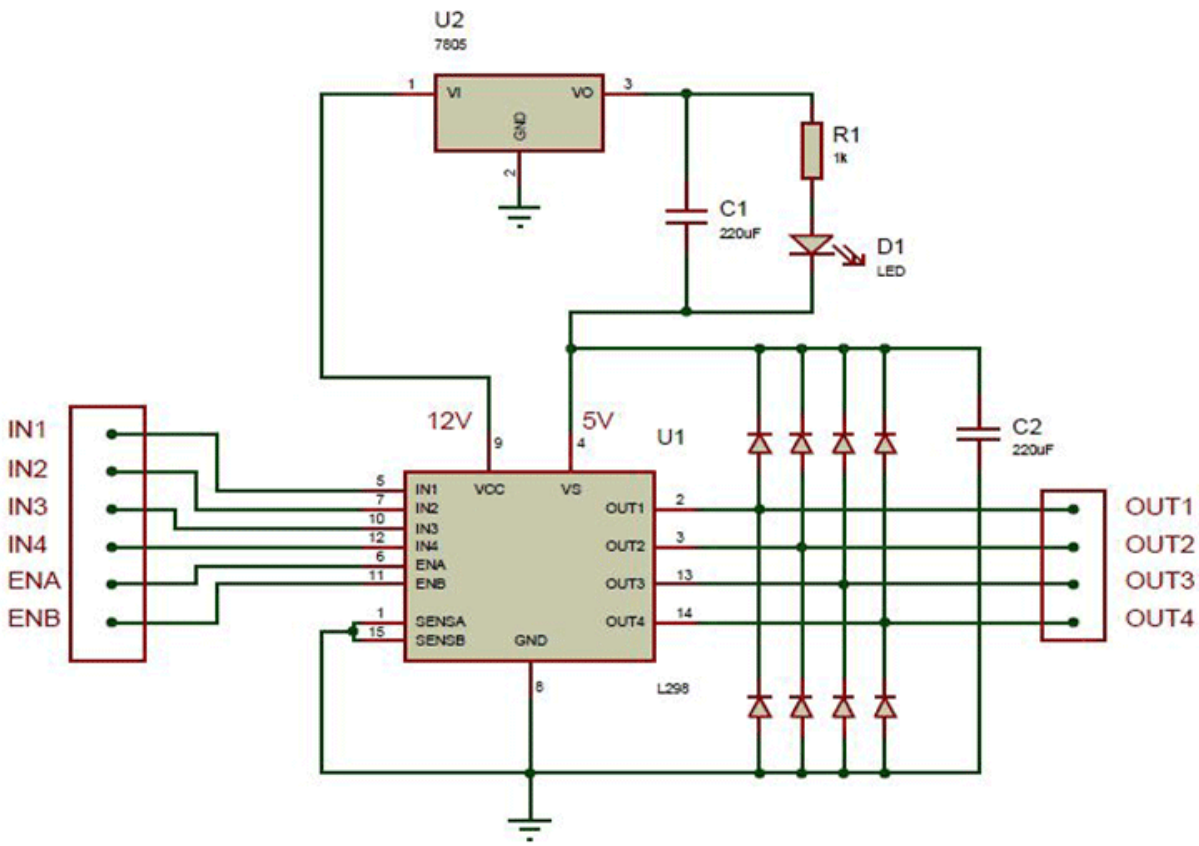 U2
7805
1
VI
VO
3
GND
2
R1
1k
C1
220uF
D1
LED
12V
9
5V
4
U1
C2
220uF
IN1
IN2
IN3
IN4
ENA
ENB
5
7
10
12
6
11
1
15
IN1
IN2
IN3
IN4
ENA
ENB
SENSA
SENSB
VCC
VS
GND
8
OUT1
OUT2
OUT3
OUT4
2
3
13
14
L298
OUT1
OUT2
OUT3
OUT4